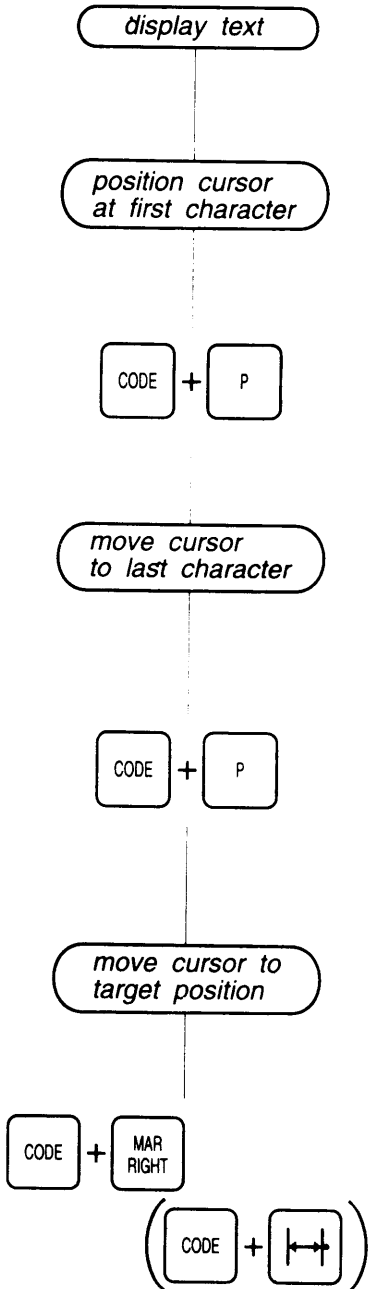 display text
position cursor
at first character
CODE + P
move cursor
to last character
CODE + P
move cursor to
target position
CODE + MAR
RIGHT
( CODE + )